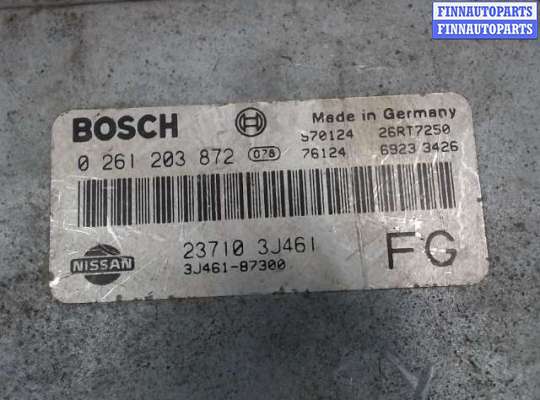 FINNAUTOPARTS
FINNAUTOPARTS
BOSCH
Made in Germany
S70124 26RT7250
0 261 203 872 078 76124 6923 3426
23710 3J461
3J461-87300
NISSAN
FG